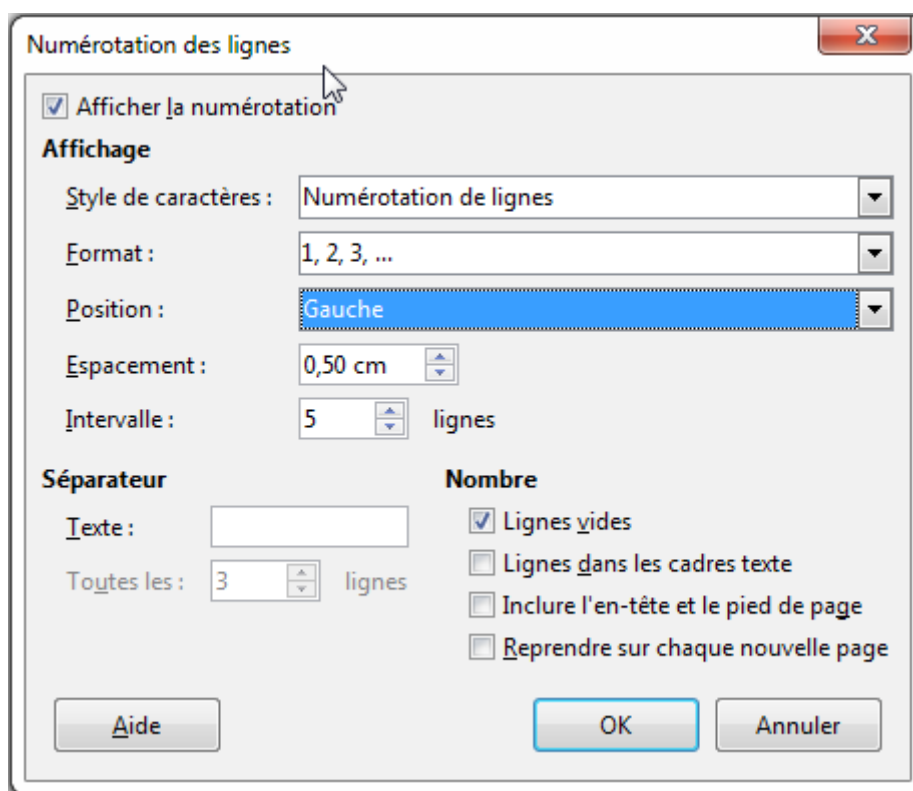 Numérotation des lignes
Afficher la numérotation
Affichage
Style de caractères : Numérotation de lignes
Format : 1, 2, 3, ...
Position : Gauche
Espacement : 0,50 cm
Intervalle : 5 lignes
Séparateur
Texte :
Toutes les : 3 lignes
Nombre
Lignes vides
Lignes dans les cadres texte
Inclure l'en-tête et le pied de page
Reprendre sur chaque nouvelle page
Aide
OK
Annuler